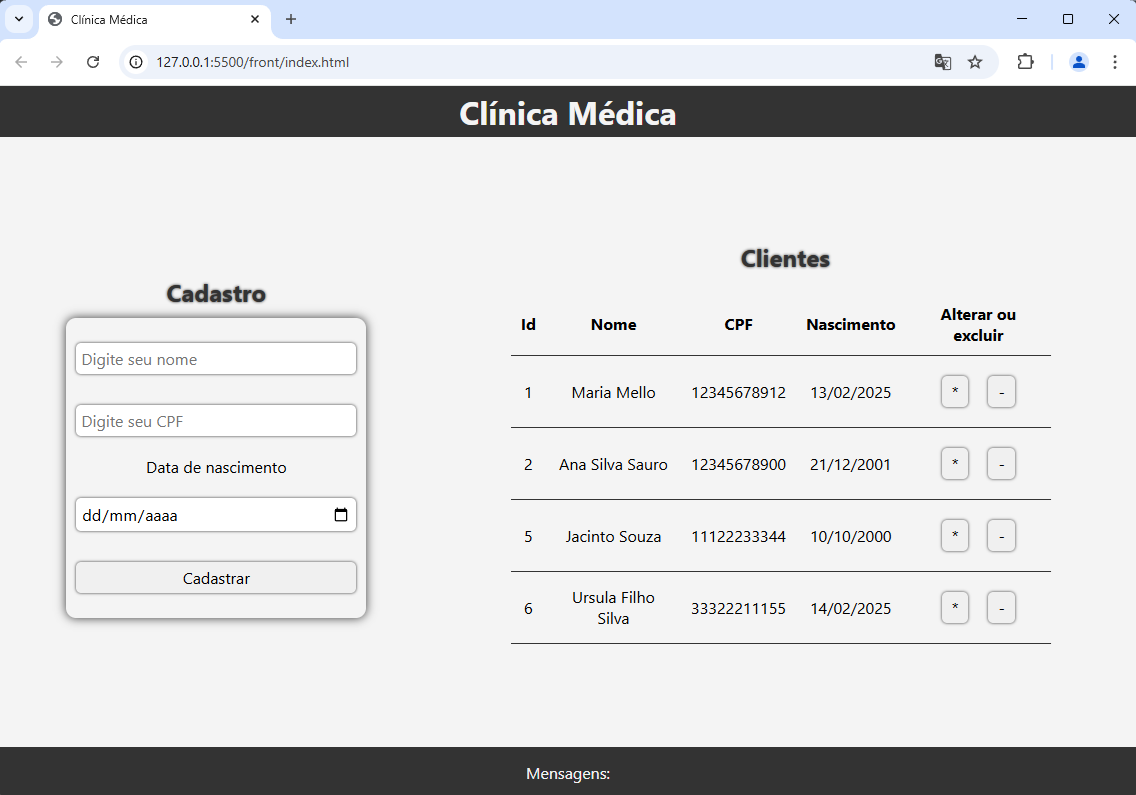 Clínica Médica
127.0.0.1:5500/front/index.html
Clínica Médica
Cadastro
Digite seu nome
Digite seu CPF
Data de nascimento
dd/mm/aaaa
Cadastrar
Clientes
Id Nome CPF Nascimento Alterar ou
excluir
1 Maria Mello 12345678912 13/02/2025 * -
2 Ana Silva Sauro 12345678900 21/12/2001 * -
5 Jacinto Souza 11122233344 10/10/2000 * -
6 Ursula Filho
Silva 33322211155 14/02/2025 * -
Mensagens: